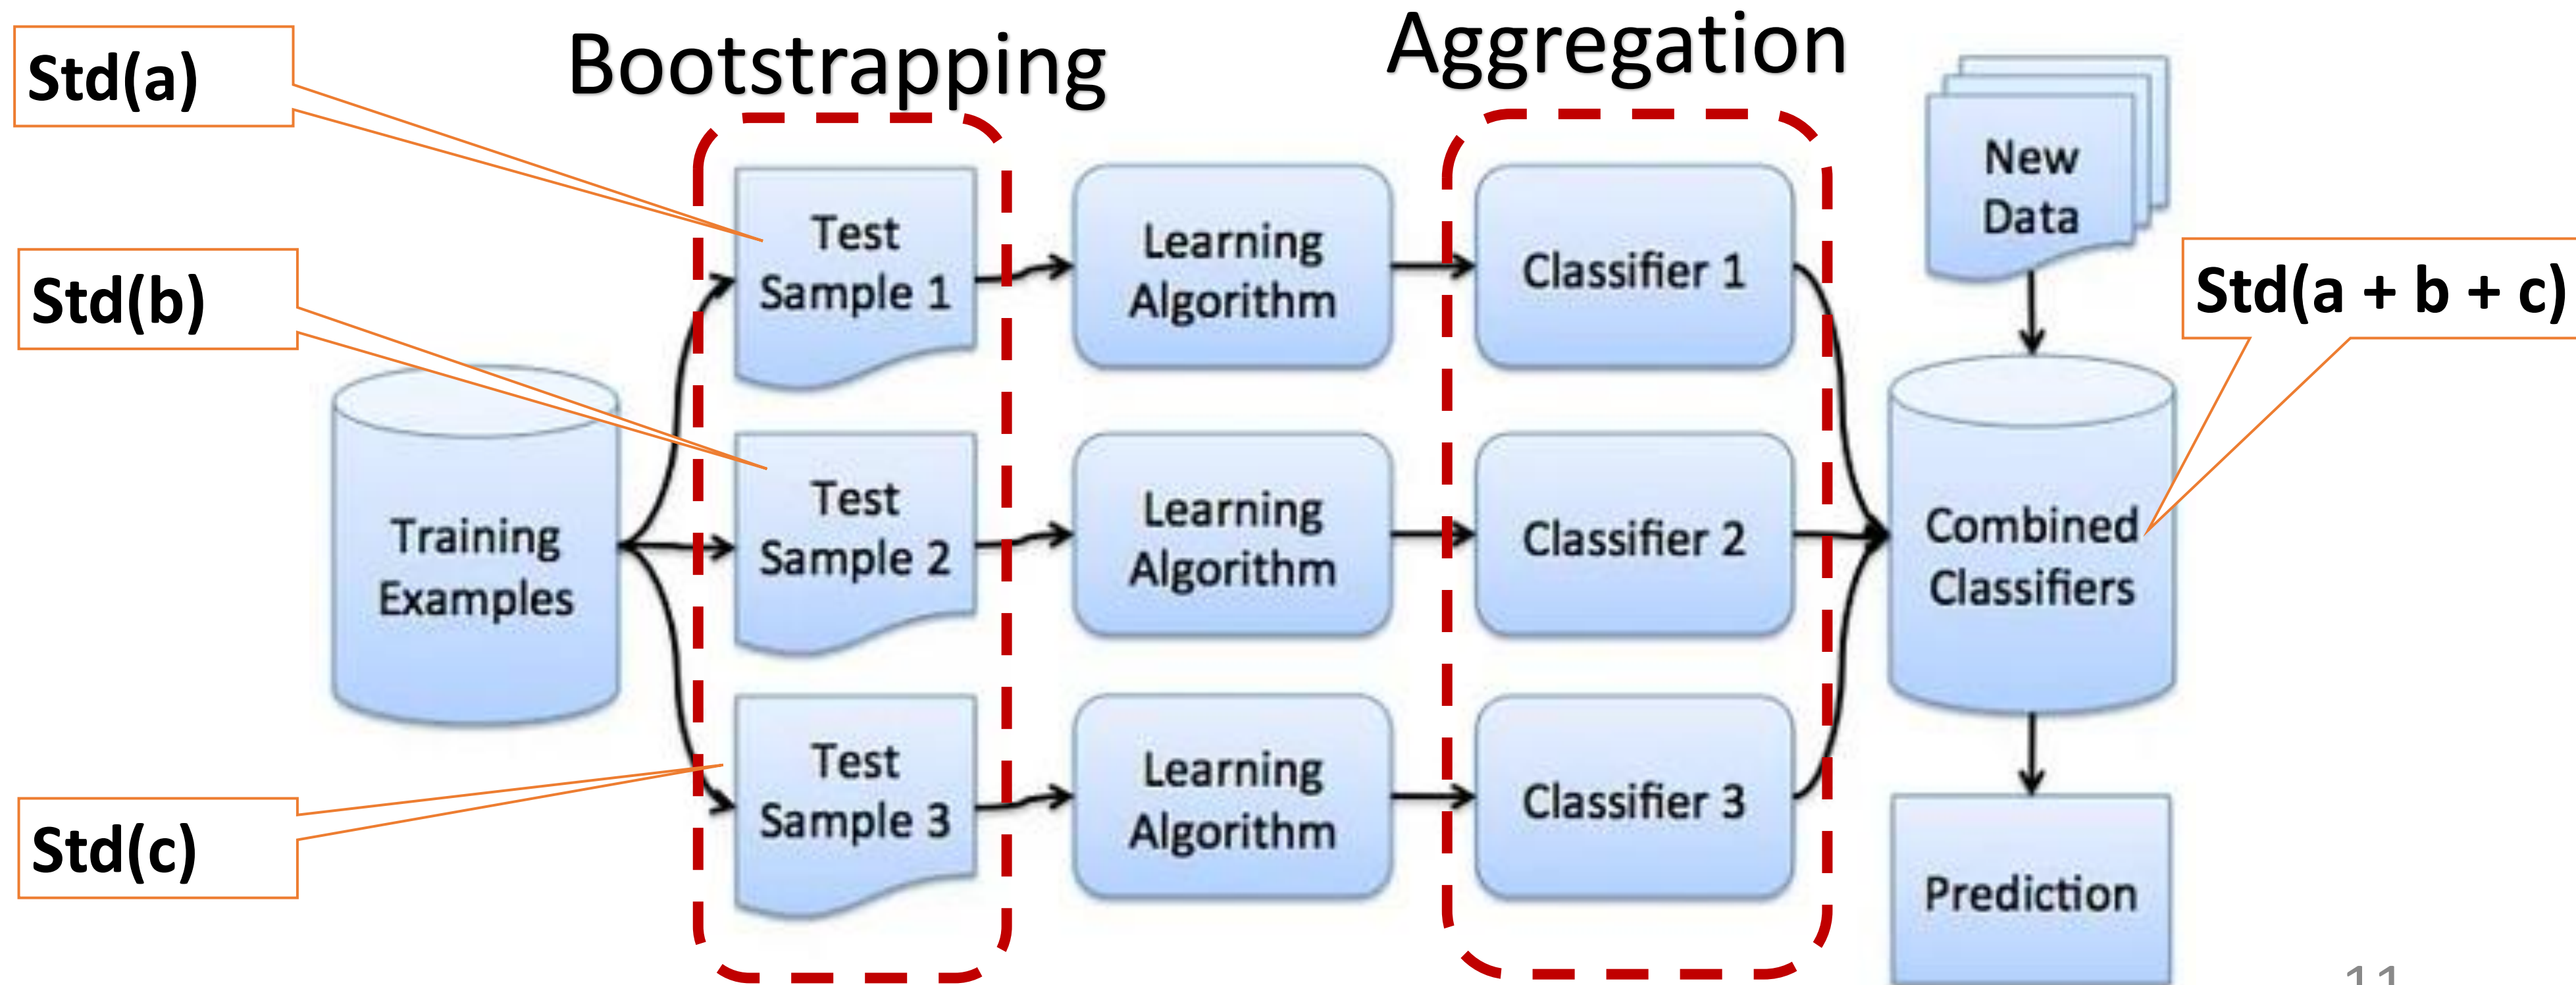 Bootstrapping
Aggregation
Std(a)
Std(b)
Std(c)
Training
Examples
Test
Sample 1
Learning
Algorithm
Classifier 1
Test
Sample 2
Learning
Algorithm
Classifier 2
Test
Sample 3
Learning
Algorithm
Classifier 3
New
Data
Std(a + b + c)
Combined
Classifiers
Prediction
11